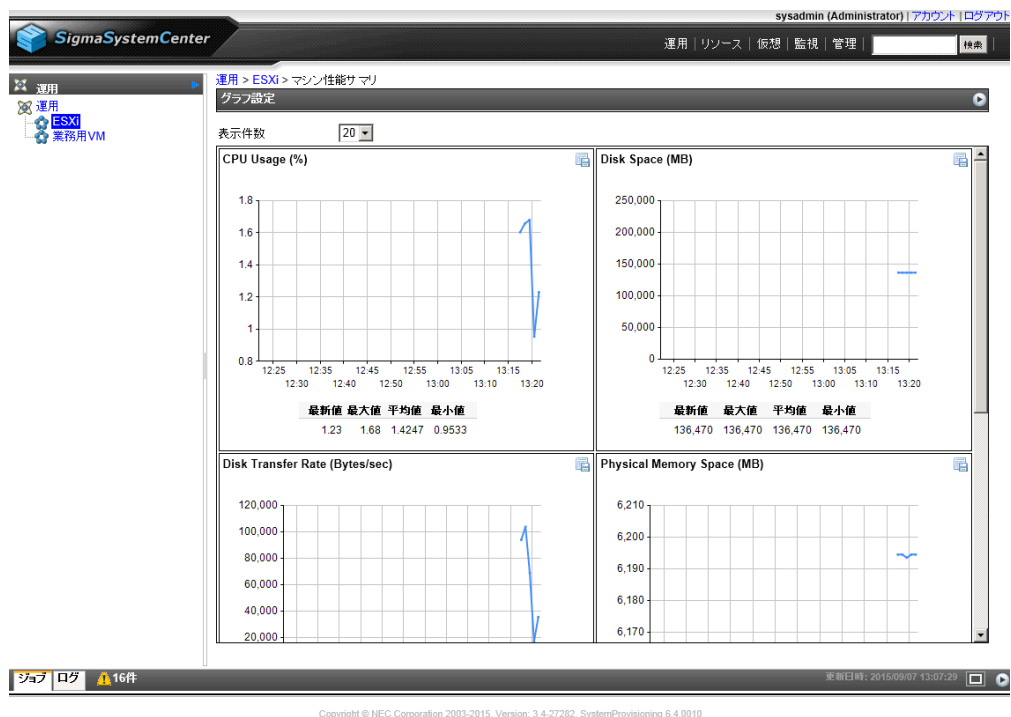 sysadmin (Administrator) | アカウント | ログアウト
SigmaSystemCenter
運用 | リソース | 仮想 | 監視 | 管理 | 検索 |
運用
運用
ESXi
業務用VM
運用 > ESXi > マシン性能サマリ
グラフ設定
表示件数 20
CPU Usage (%)
1.8
1.6
1.4
1.2
1
0.8
12:25 12:35 12:45 12:55 13:05 13:15
12:30 12:40 12:50 13:00 13:10 13:20
最新値 最大値 平均値 最小値
1.23 1.68 1.4247 0.9533
Disk Space (MB)
250,000
200,000
150,000
100,000
50,000
0
12:25 12:35 12:45 12:55 13:05 13:15
12:30 12:40 12:50 13:00 13:10 13:20
最新値 最大値 平均値 最小値
136,470 136,470 136,470 136,470
Disk Transfer Rate (Bytes/sec)
120,000
100,000
80,000
60,000
40,000
20,000
Physical Memory Space (MB)
6,210
6,200
6,190
6,180
6,170
ジョブ ログ 16件
更新日時: 2015/09/07 13:07:29
Copyright © NEC Corporation 2003-2015. Version: 3.4-27282, SystemProvisioning 6.4.0010